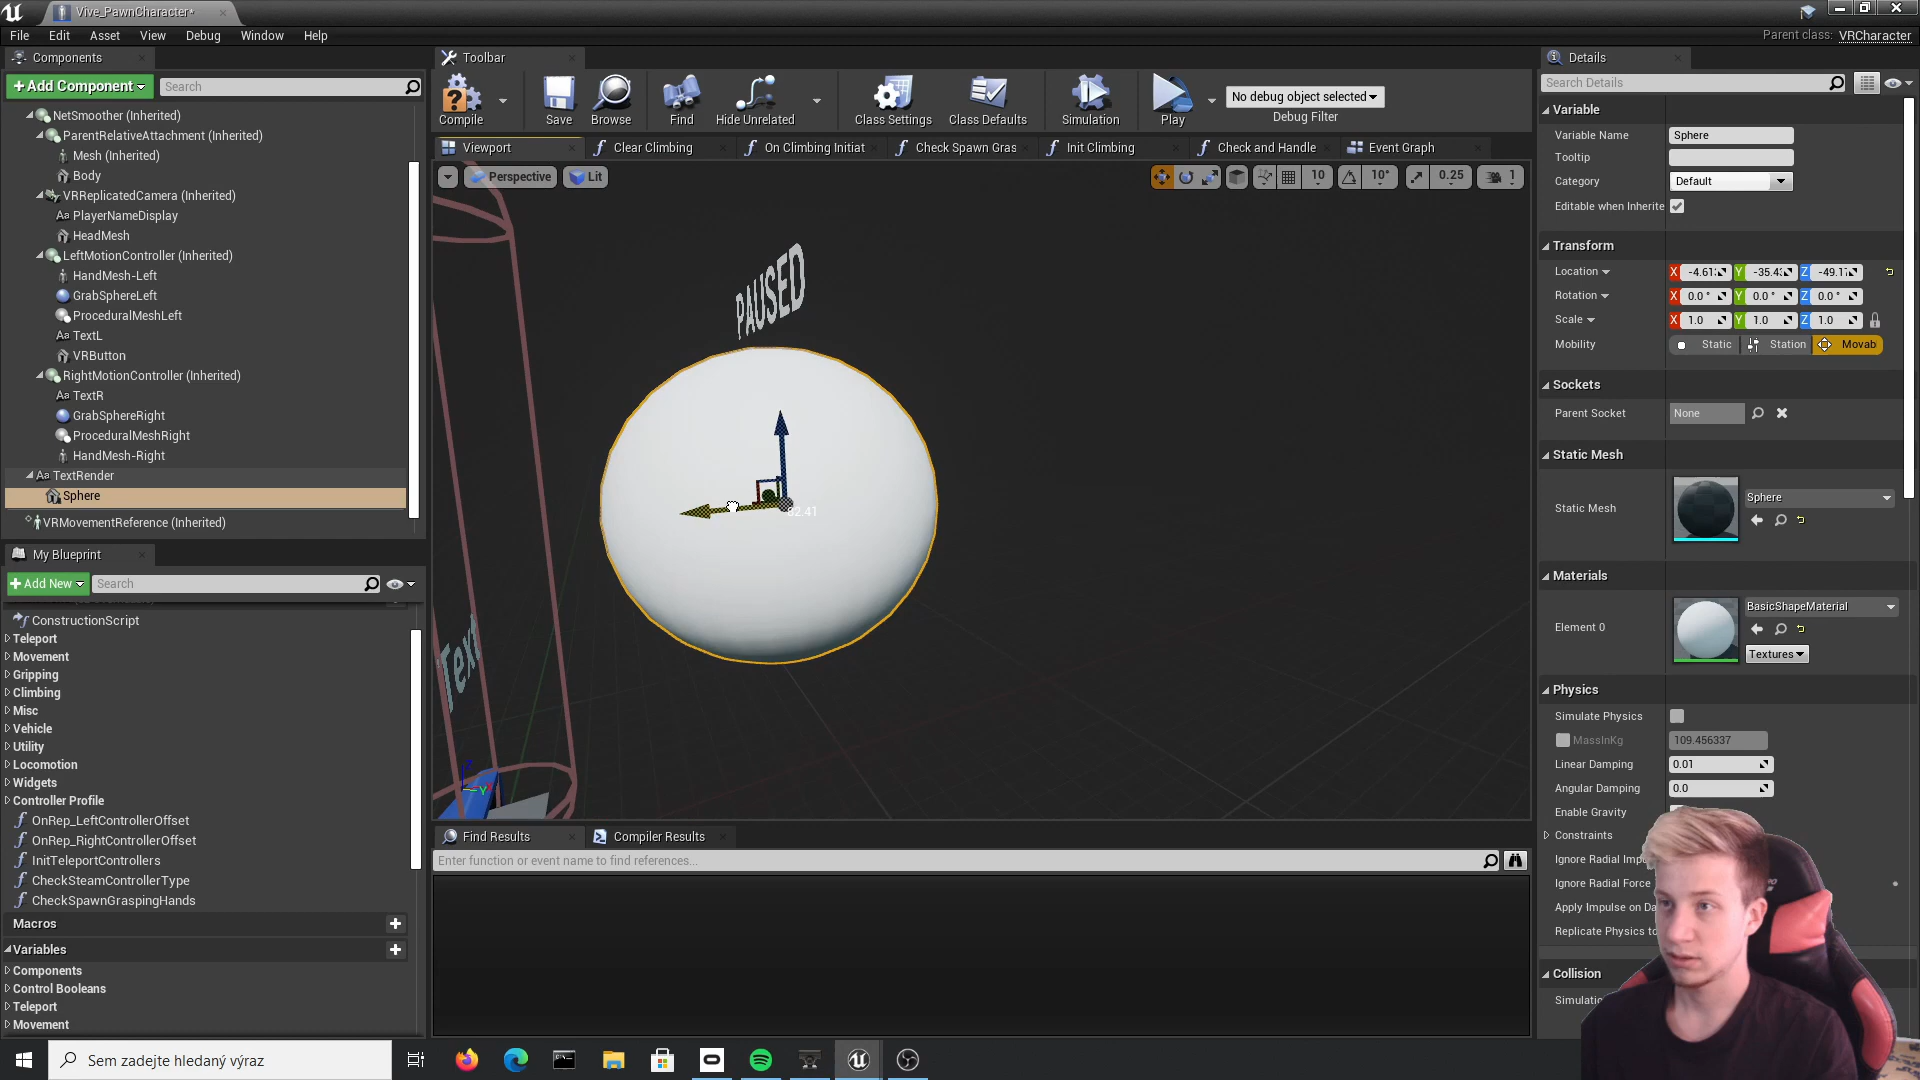 Vive_PawnCharacter*
File Edit Asset View Debug Window Help
Parent class: VRCharacter
Components
Add Component
Search
NetSmoother (Inherited)
ParentRelativeAttachment (Inherited)
Mesh (Inherited)
Body
VRReplicatedCamera (Inherited)
PlayerNameDisplay
HeadMesh
LeftMotionController (Inherited)
HandMesh-Left
GrabSphereLeft
ProceduralMeshLeft
TextL
VRButton
RightMotionController (Inherited)
TextR
GrabSphereRight
ProceduralMeshRight
HandMesh-Right
TextRender
Sphere
VRMovementReference (Inherited)
My Blueprint
Add New
Search
ConstructionScript
Teleport
Movement
Gripping
Climbing
Misc
Vehicle
Utility
Locomotion
Widgets
Controller Profile
OnRep_LeftControllerOffset
OnRep_RightControllerOffset
InitTeleportControllers
CheckSteamControllerType
CheckSpawnGraspingHands
Macros
Variables
Components
Control Booleans
Teleport
Movement
Toolbar
Compile Save Browse Find Hide Unrelated Class Settings Class Defaults Simulation Play
No debug object selected
Debug Filter
Viewport Clear Climbing On Climbing Initiat Check Spawn Gras Init Climbing Check and Handle Event Graph
Perspective Lit 10 10° 0.25 1
PAUSED
Text
Find Results Compiler Results
Enter function or event name to find references...
Details
Search Details
Variable
Variable Name Sphere
Tooltip
Category Default
Editable when Inherite
Transform
Location X -4.61 Y -35.4 Z -49.1
Rotation X 0.0 ° Y 0.0 ° Z 0.0 °
Scale X 1.0 Y 1.0 Z 1.0
Mobility Static Station Movab
Sockets
Parent Socket None
Static Mesh
Static Mesh Sphere
Materials
Element 0 BasicShapeMaterial
Textures
Physics
Simulate Physics
MassInKg 109.456337
Linear Damping 0.01
Angular Damping 0.0
Enable Gravity
Constraints
Ignore Radial Impu
Ignore Radial Force
Apply Impulse on Da
Replicate Physics to
Collision
Simulatio
Sem zadejte hledaný výraz